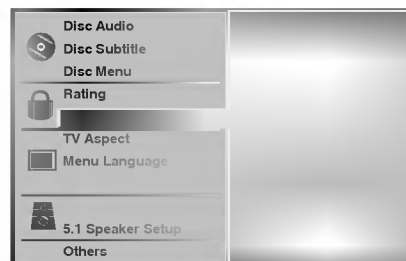 Disc Audio
Disc Subtitle
Disc Menu
Rating
TV Aspect
Menu Language
5.1 Speaker Setup
Others